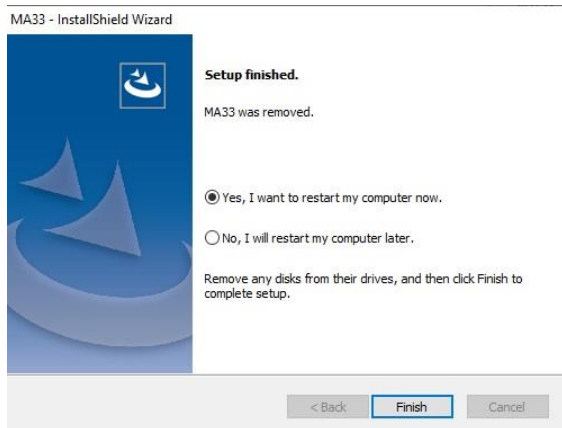 MA33 - InstallShield Wizard
Setup finished.
MA33 was removed.
Yes, I want to restart my computer now.
No, I will restart my computer later.
Remove any disks from their drives, and then click Finish to
complete setup.
< Back Finish Cancel